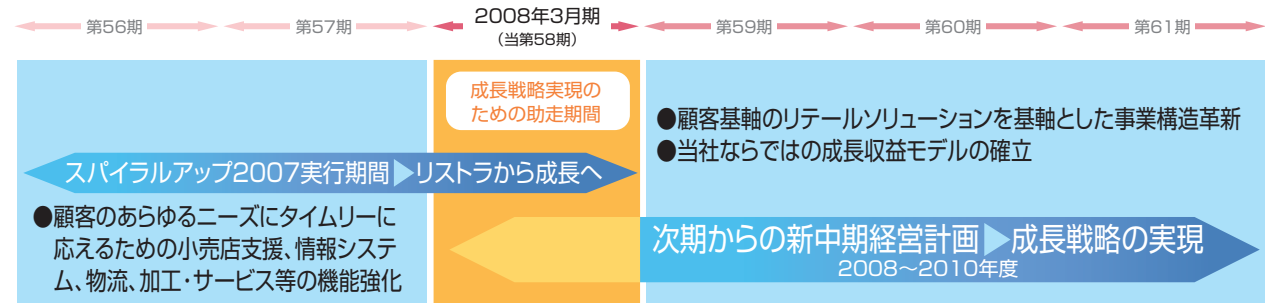 第56期
第57期
2008年3月期
(当第58期)
第59期
第60期
第61期
成長戦略実現の
ための助走期間
スパイラルアップ2007実行期間▶リストラから成長へ
●顧客のあらゆるニーズにタイムリーに
応えるための小売店支援、情報システ
ム、物流、加工・サービス等の機能強化
●顧客基軸のリテールソリューションを基軸とした事業構造革新
●当社ならではの成長収益モデルの確立
次期からの新中期経営計画▶成長戦略の実現
2008〜2010年度